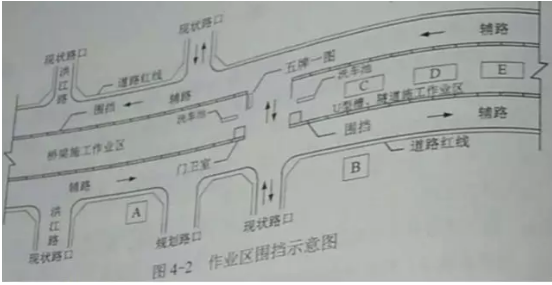 现状路口
现状路口
洪江路
道路红线
五牌一图
辅路
洗车池
C
D
E
围挡
辅路
洗车池
U型槽、隧道施工作业区
桥梁施工作业区
围挡
辅路
门卫室
道路红线
辅路
B
A
洪江路
现状路口
规划路口
现状路口
图4-2 作业区围挡示意图